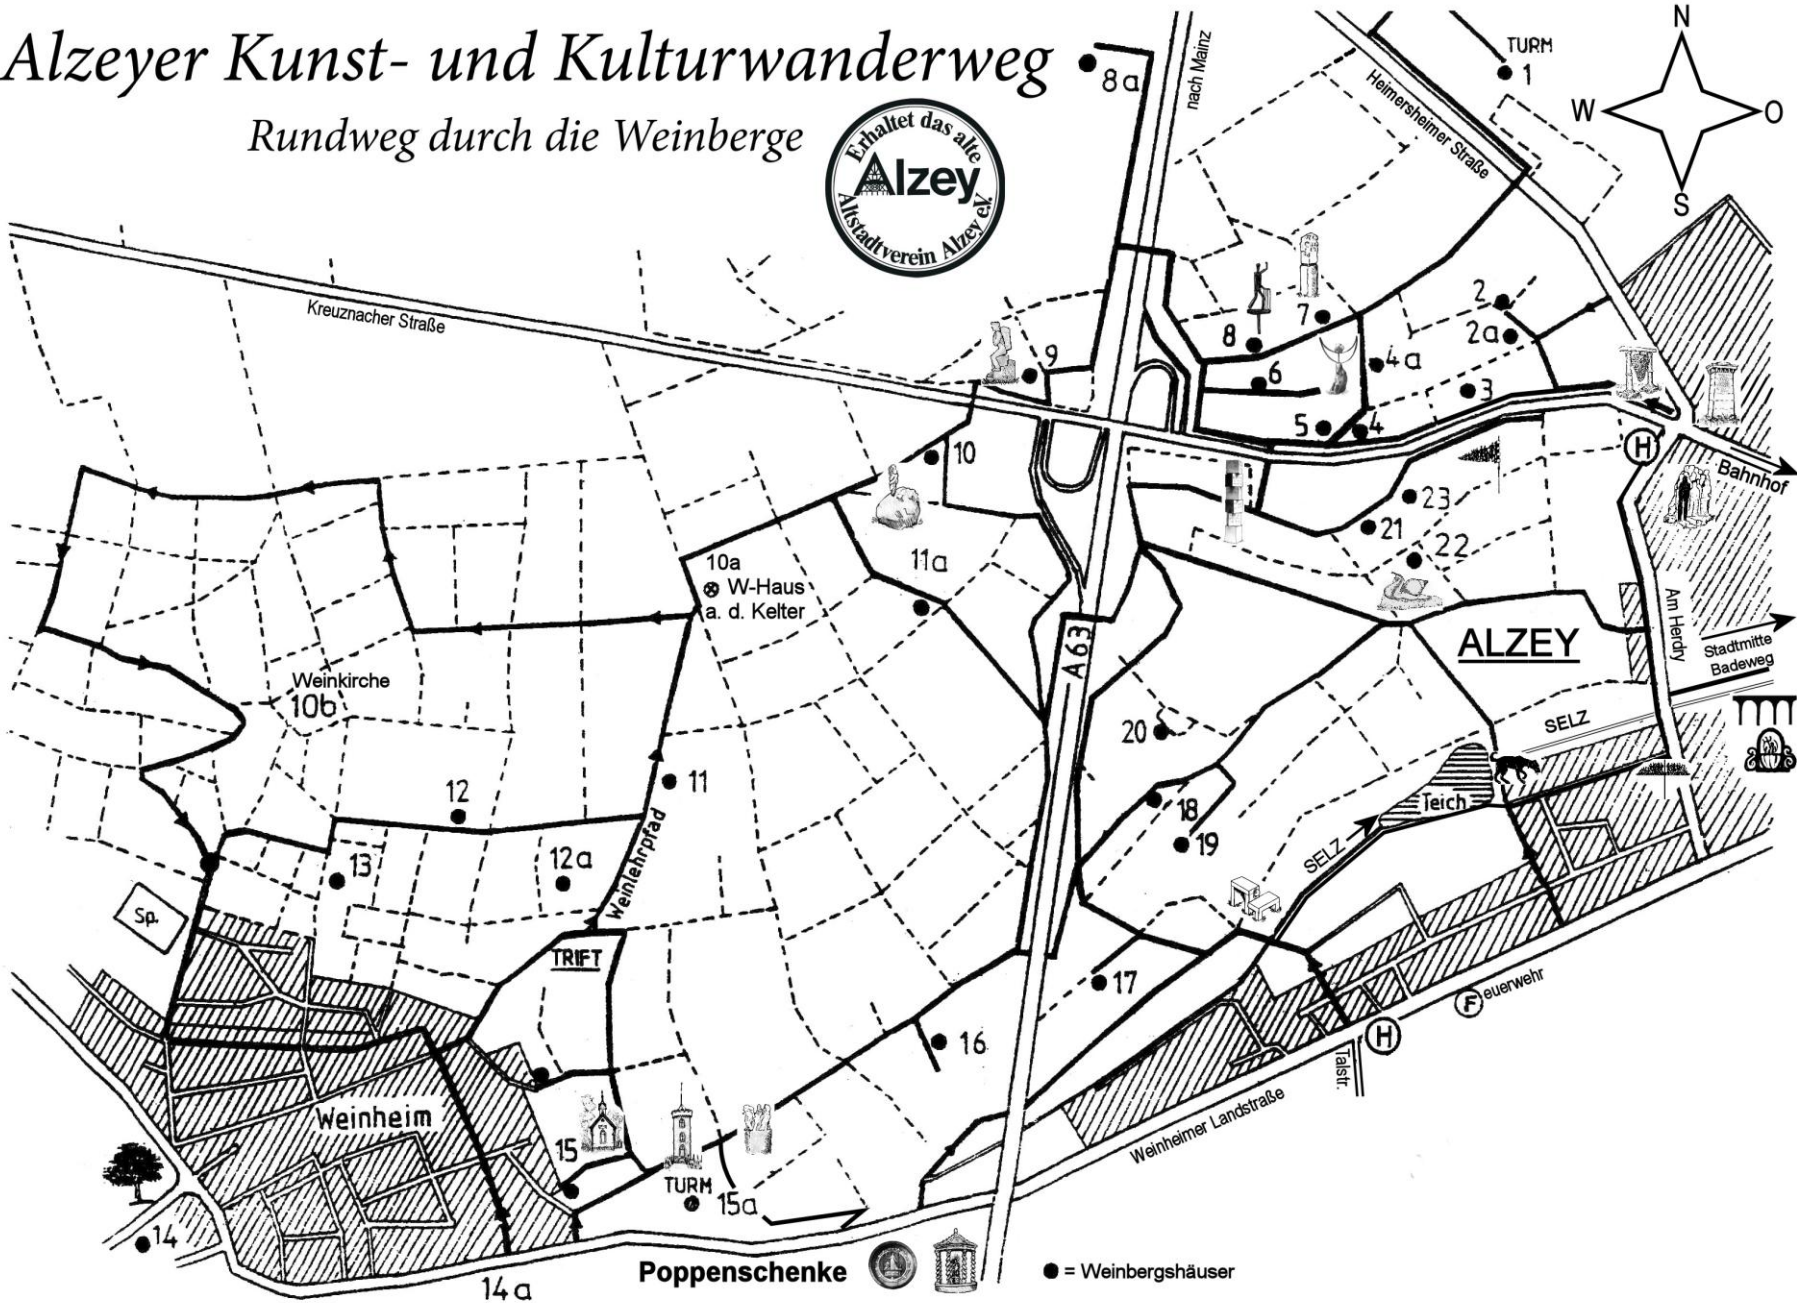 Alzeyer Kunst- und Kulturwanderweg
Rundweg durch die Weinberge
Erhaltet das alte
Alzey
Altstadtverein Alzey e.V.
8a
nach Mainz
Heimersheimer Straße
TURM
1
N
W
O
S
Kreuznacher Straße
2
2a
7
8
4a
9
6
3
5
4
10
H
Bahnhof
23
21
22
11a
10a
W-Haus
a. d. Kelter
A63
ALZEY
Am Herdry
Stadtmitte
Badeweg
Weinkirche
10b
SELZ
20
11
12
18
Teich
19
SELZ
Weinlehrpfad
13
12a
Sp.
TRIFT
17
F euerwehr
16
H
Talstr.
Weinheim
Weinheimer Landstraße
15
TURM
15a
14
Poppenschenke
= Weinbergshäuser
14a